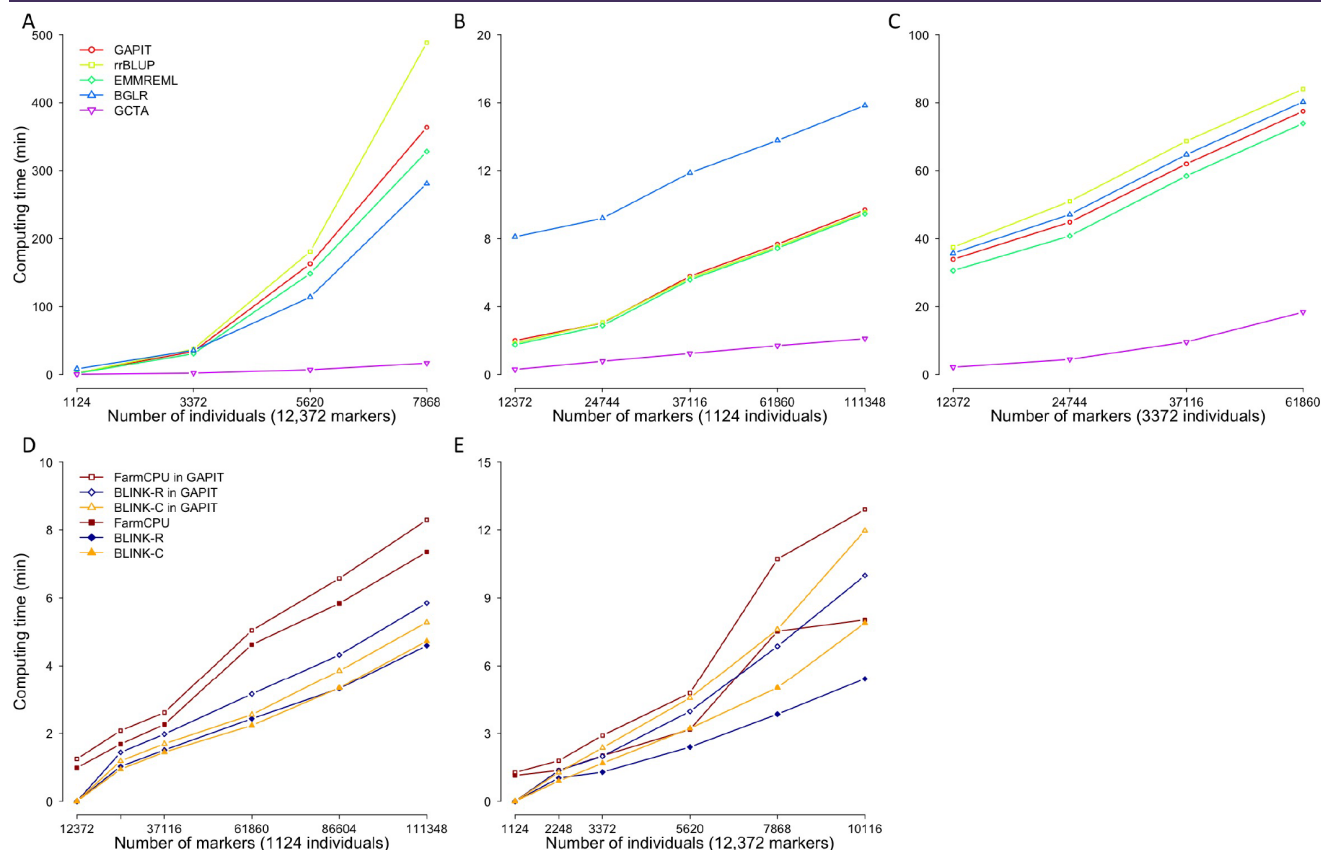 A
B
C
500
400
300
200
100
0
Computing time (min)
GAPIT
rrBLUP
EMMREML
BGLR
GCTA
1124 3372 5620 7868
Number of individuals (12,372 markers)
20
16
12
8
4
0
12372 24744 37116 61860 111348
Number of markers (1124 individuals)
100
80
60
40
20
0
12372 24744 37116 61860
Number of markers (3372 individuals)
D
E
10
8
6
4
2
0
Computing time (min)
FarmCPU in GAPIT
BLINK-R in GAPIT
BLINK-C in GAPIT
FarmCPU
BLINK-R
BLINK-C
12372 37116 61860 86604 111348
Number of markers (1124 individuals)
15
12
9
6
3
0
1124 2248 3372 5620 7868 10116
Number of individuals (12,372 markers)